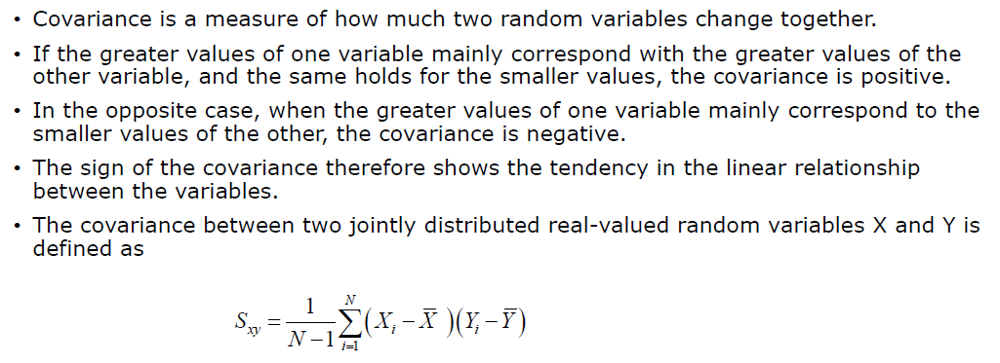 • Covariance is a measure of how much two random variables change together.
• If the greater values of one variable mainly correspond with the greater values of the
other variable, and the same holds for the smaller values, the covariance is positive.
• In the opposite case, when the greater values of one variable mainly correspond to the
smaller values of the other, the covariance is negative.
• The sign of the covariance therefore shows the tendency in the linear relationship
between the variables.
• The covariance between two jointly distributed real-valued random variables X and Y is
defined as
$S_{xy} = \frac{1}{N-1} \sum_{i=1}^{N} (X_i - \overline{X})(Y_i - \overline{Y})$